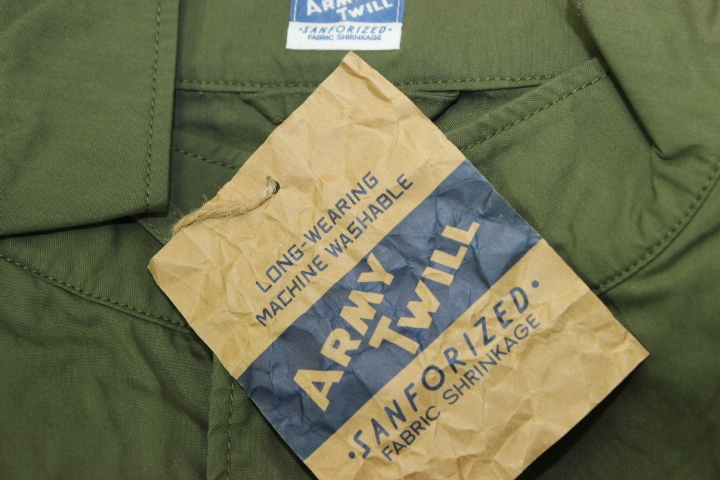 ARMY
TWILL
·SANFORIZED·
FABRIC SHRINKAGE
LONG-WEARING
MACHINE WASHABLE
ARMY
TWILL
·SANFORIZED·
FABRIC SHRINKAGE